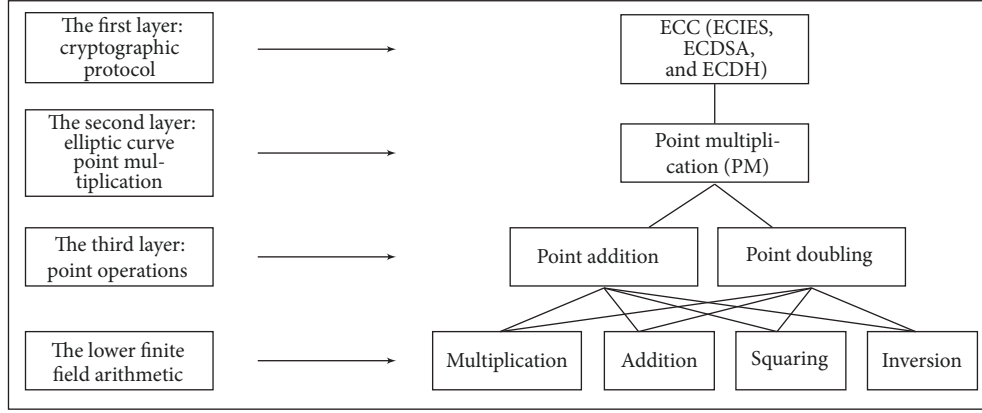 The first layer:
cryptographic
protocol
ECC (ECIES,
ECDSA,
and ECDH)
The second layer:
elliptic curve
point mul-
tiplication
Point multipli-
cation (PM)
The third layer:
point operations
Point addition
Point doubling
The lower finite
field arithmetic
Multiplication
Addition
Squaring
Inversion